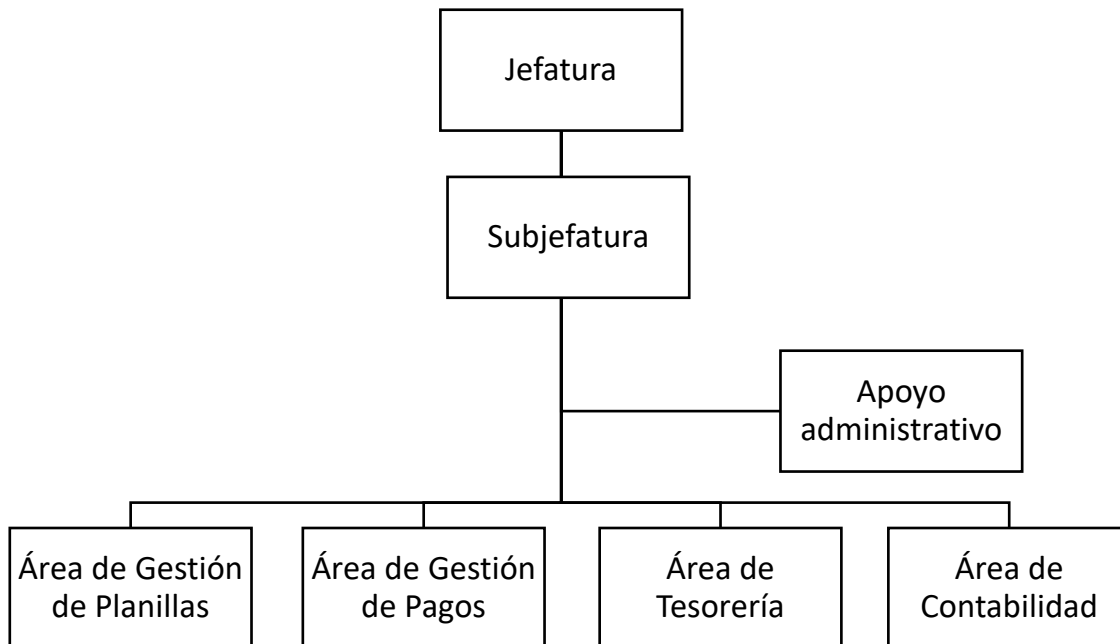 Jefatura
Subjefatura
Apoyo
administrativo
Área de Gestión
de Planillas
Área de Gestión
de Pagos
Área de
Tesorería
Área de
Contabilidad